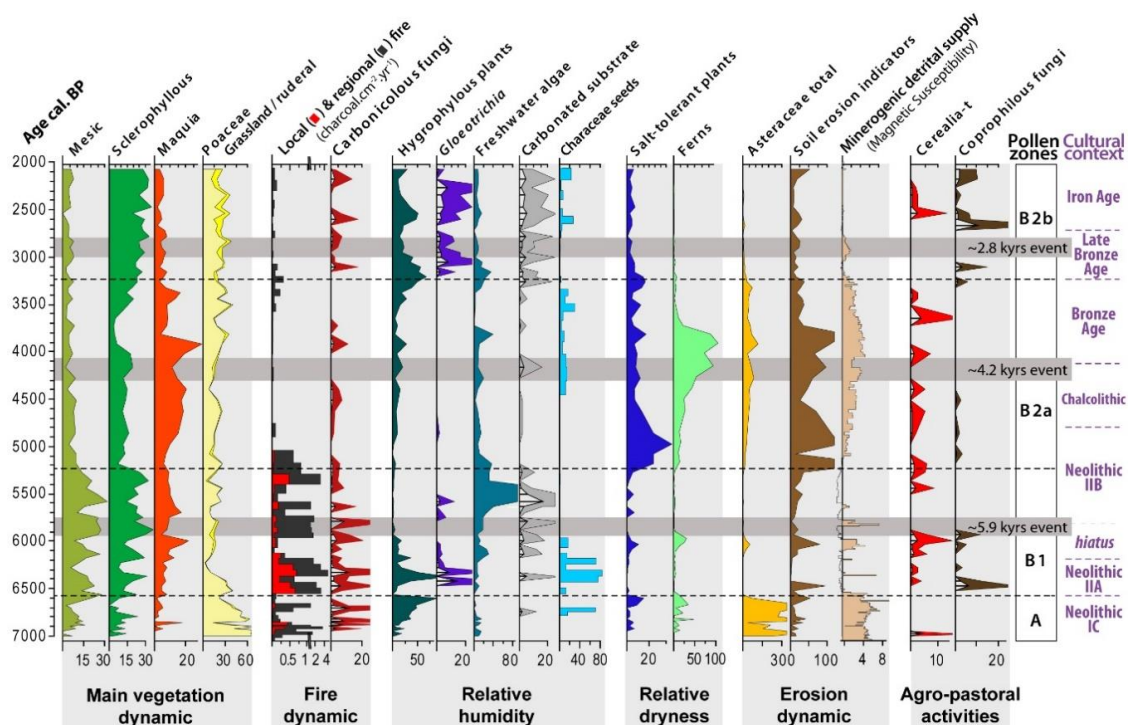 Age cal. BP
Mesic
Sclerophyllous
Maquia
Poaceae
Grassland / ruderal
Local (■) & regional (■) fire
(charcoal.cm⁻².yr⁻¹)
Carbonicolous fungi
Hygrophylous plants
Gloeotrichia
Freshwater algae
Carbonated substrate
Characeae seeds
Salt-tolerant plants
Ferns
Asteraceae total
Soil erosion indicators
Minerogenic detrital supply
(Magnetic Susceptibility)
Cerealia-t
Coprophilous fungi
Pollen zones
Cultural context
2000
2500
3000
3500
4000
4500
5000
5500
6000
6500
7000
B2b
B2a
B1
A
Iron Age
Late Bronze Age
Bronze Age
Chalcolithic
Neolithic IIB
hiatus
Neolithic IIA
Neolithic IC
~2.8 kyrs event
~4.2 kyrs event
~5.9 kyrs event
15 30
15 30
20
30 60
0.5 1.2 2 4
20
50
20
80
20
40 80
20
50 100
300
100
4 8
10
20
Main vegetation dynamic
Fire dynamic
Relative humidity
Relative dryness
Erosion dynamic
Agro-pastoral activities